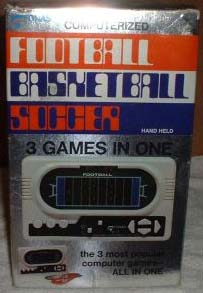 COMPUTERIZED
FOOTBALL
BASKETBALL
SOCCER
HAND HELD
3 GAMES IN ONE
FOOTBALL
the 3 most popular
computer games-
ALL IN ONE